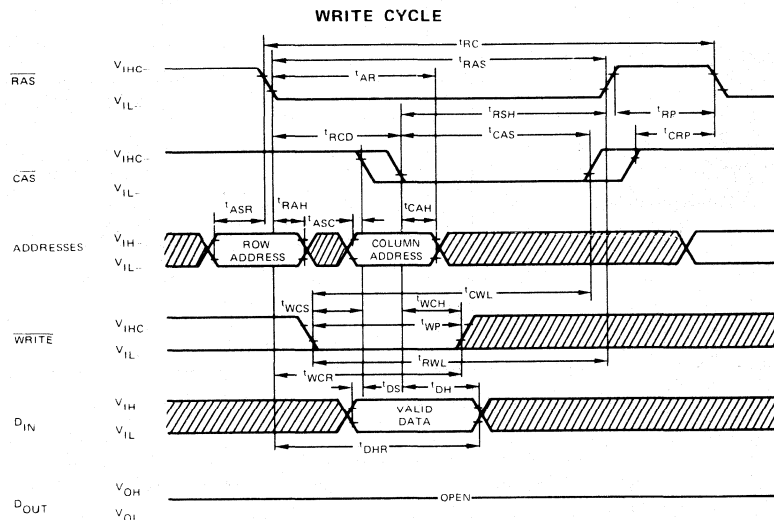 WRITE CYCLE
tRC
tRAS
tAR
RAS
VIHC
VIL
tRSH
tRP
tRCD
tCAS
tCRP
CAS
VIHC
VIL
tASR
tRAH
tASC
tCAH
ADDRESSES
VIH
VIL
ROW ADDRESS
COLUMN ADDRESS
tCWL
tWCS
tWCH
WRITE
VIHC
VIL
tWP
tRWL
tWCR
tDS
tDH
DIN
VIH
VIL
VALID DATA
tDHR
DOUT
VOH
VOL
OPEN